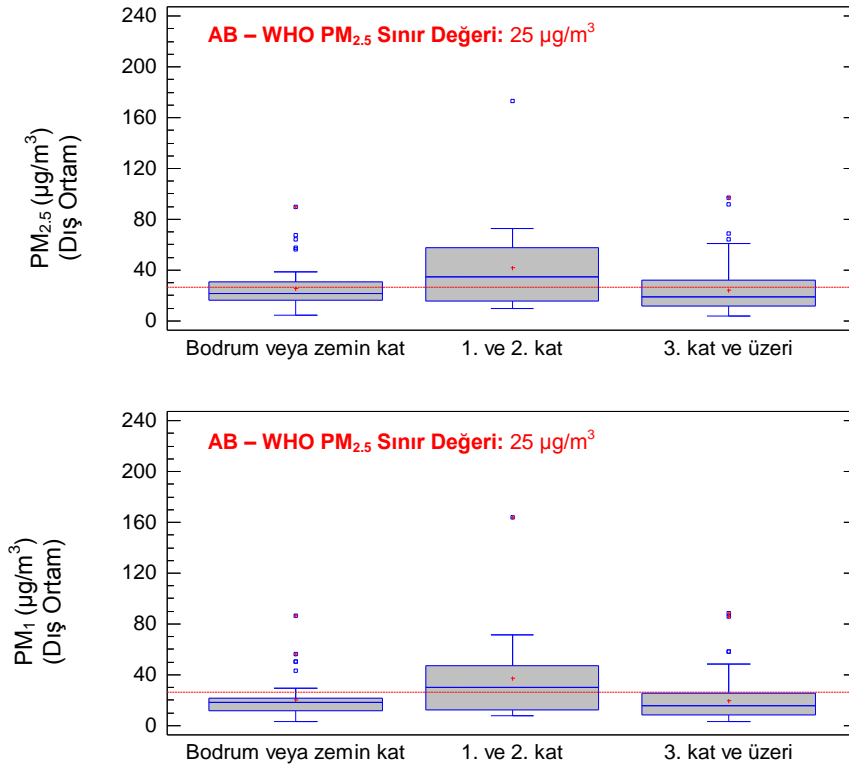 AB – WHO PM2.5 Sınır Değeri: 25 µg/m3
240
200
160
120
80
40
0
PM2.5 (µg/m3)
(Dış Ortam)
Bodrum veya zemin kat 1. ve 2. kat 3. kat ve üzeri
AB – WHO PM2.5 Sınır Değeri: 25 µg/m3
240
200
160
120
80
40
0
PM1 (µg/m3)
(Dış Ortam)
Bodrum veya zemin kat 1. ve 2. kat 3. kat ve üzeri